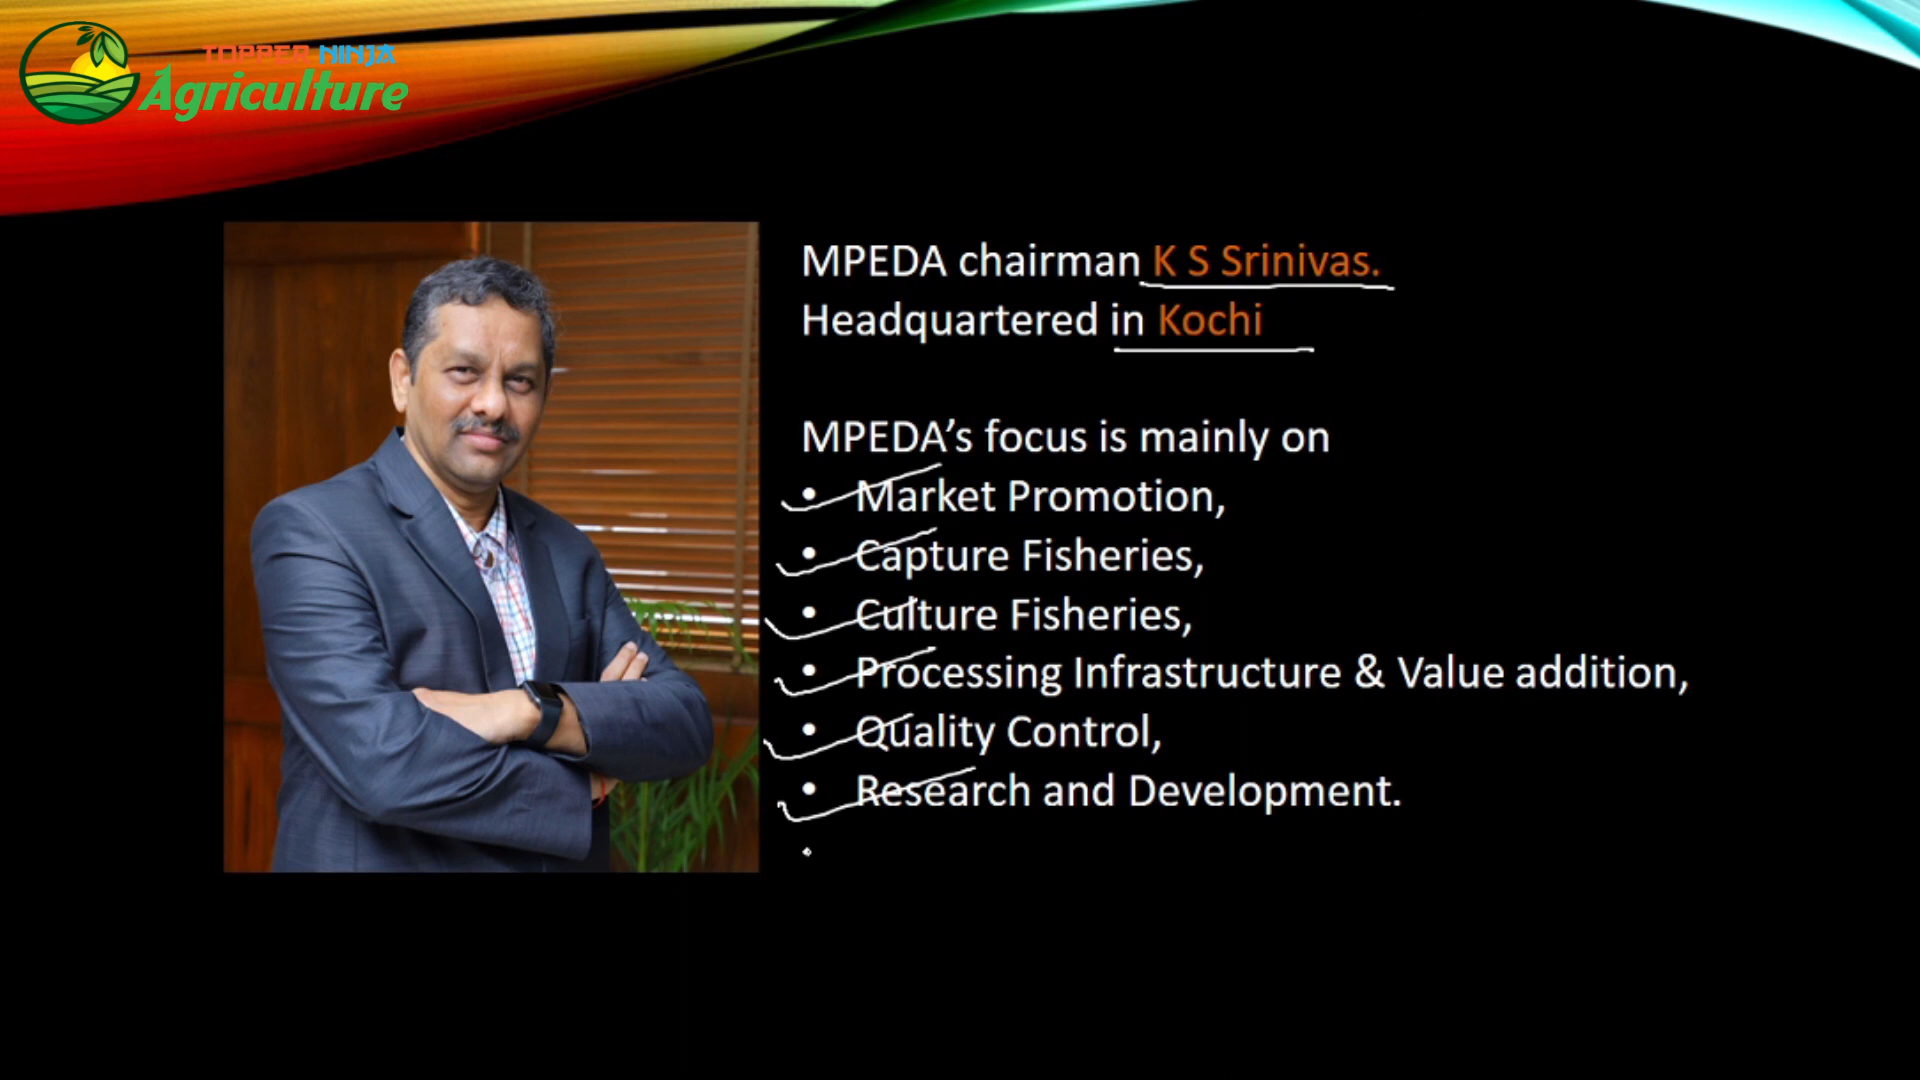 TOPPER NINJA
Agriculture
MPEDA chairman K S Srinivas.
Headquartered in Kochi
MPEDA’s focus is mainly on
• Market Promotion,
• Capture Fisheries,
• Culture Fisheries,
• Processing Infrastructure & Value addition,
• Quality Control,
• Research and Development.